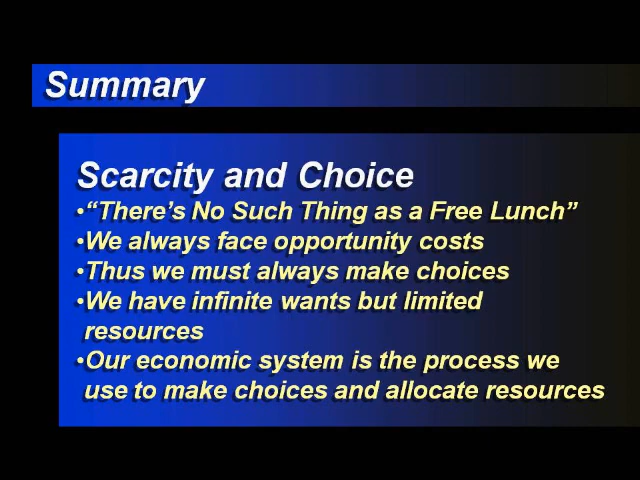 Summary
Scarcity and Choice
•“There’s No Such Thing as a Free Lunch”
•We always face opportunity costs
•Thus we must always make choices
•We have infinite wants but limited
resources
•Our economic system is the process we
use to make choices and allocate resources